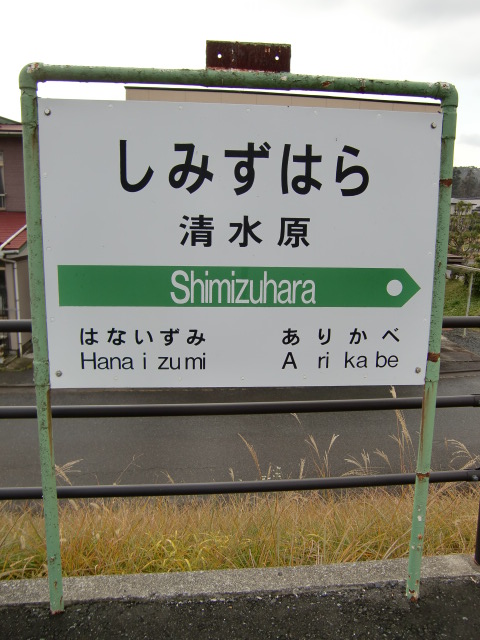 しみずはら
清水原
Shimizuhara
はないずみ ありかべ
Hanaizumi Arikabe